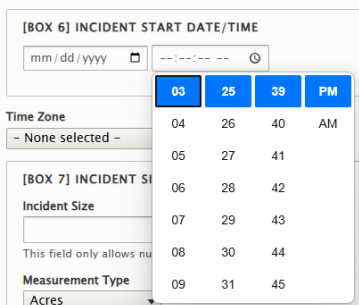 [BOX 6] INCIDENT START DATE/TIME
mm/dd/yyyy --:--:-- --
03 25 39 PM
04 26 40 AM
05 27 41
06 28 42
07 29 43
08 30 44
09 31 45
Time Zone
- None selected -
[BOX 7] INCIDENT
Incident Size
This field only allows
Measurement Type
Acres